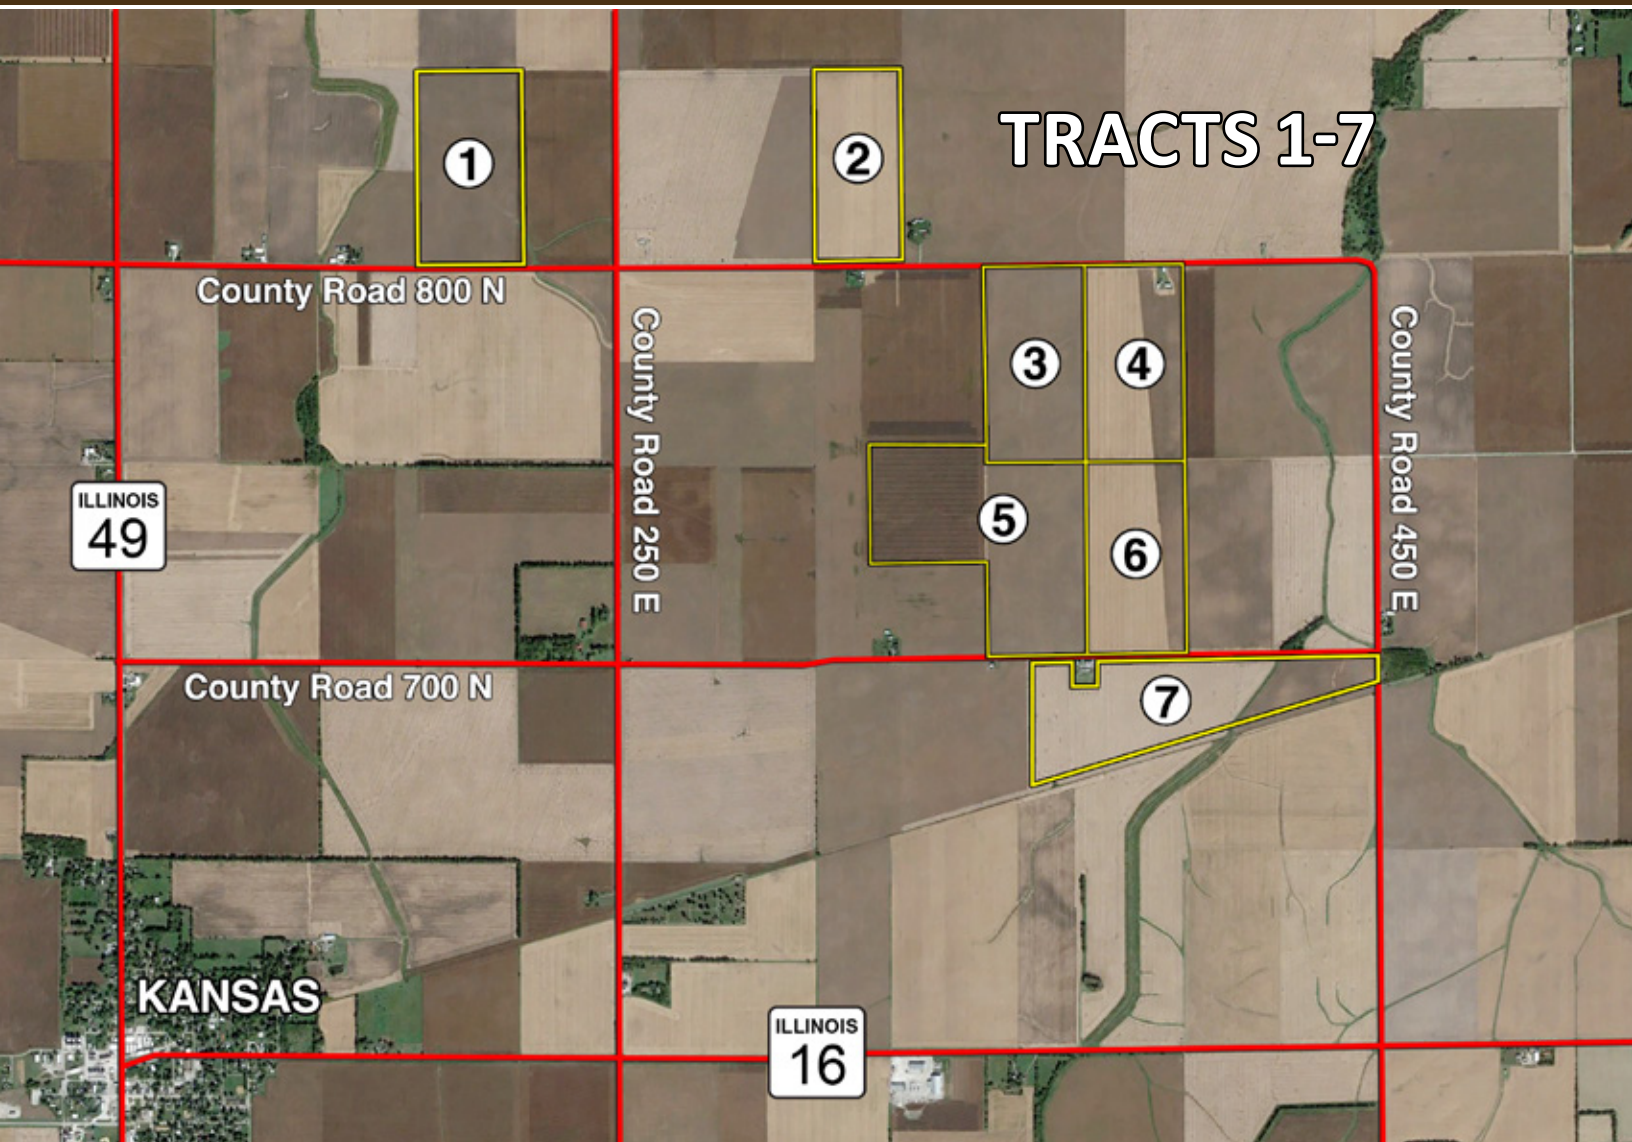 TRACTS 1-7
1
2
County Road 800 N
County Road 250 E
County Road 450 E
3
4
5
6
ILLINOIS
49
County Road 700 N
7
KANSAS
ILLINOIS
16